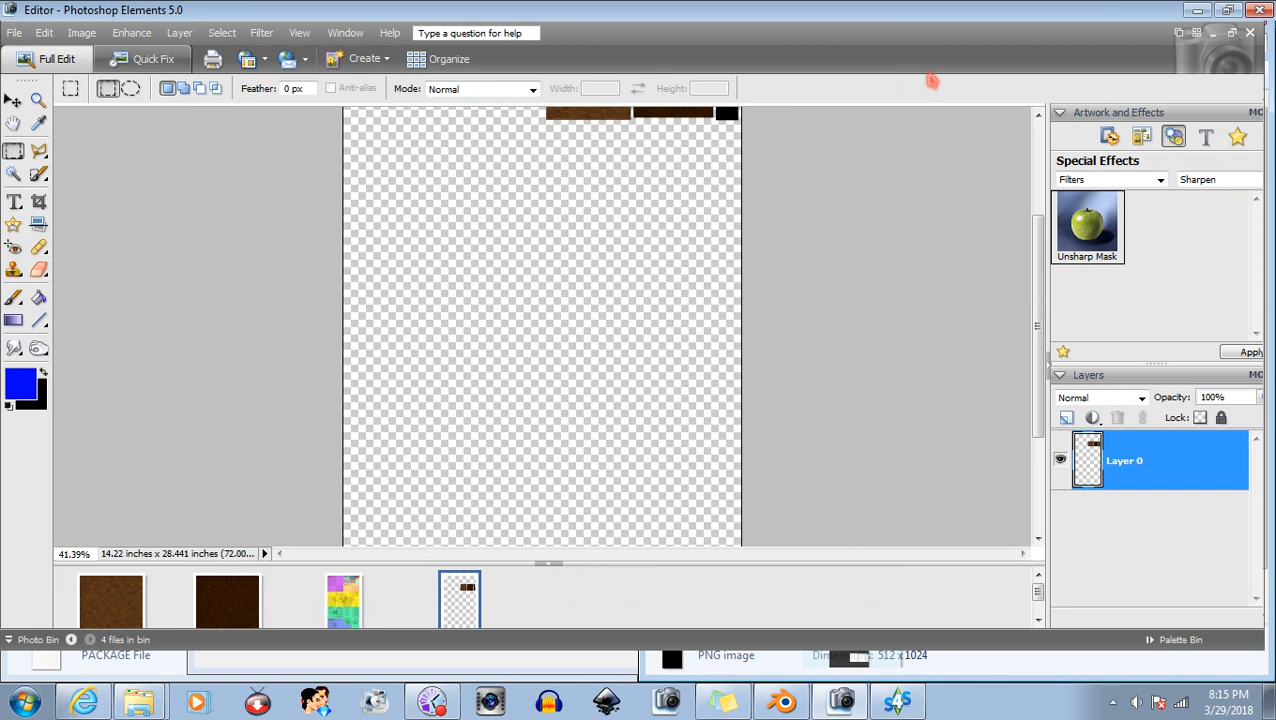 Editor - Photoshop Elements 5.0
File Edit Image Enhance Layer Select Filter View Window Help Type a question for help
Full Edit Quick Fix Create Organize
Feather: 0 px Anti-alias Mode: Normal Width: Height:
Artwork and Effects MO
Special Effects
Filters Sharpen
Unsharp Mask
Apply
Layers MO
Normal Opacity: 100%
Lock:
Layer 0
41.39% 14.22 inches x 28.441 inches (72.00...
Photo Bin 4 files in bin Palette Bin
PACKAGE File PNG image 512 x 1024
8:15 PM
3/29/2018